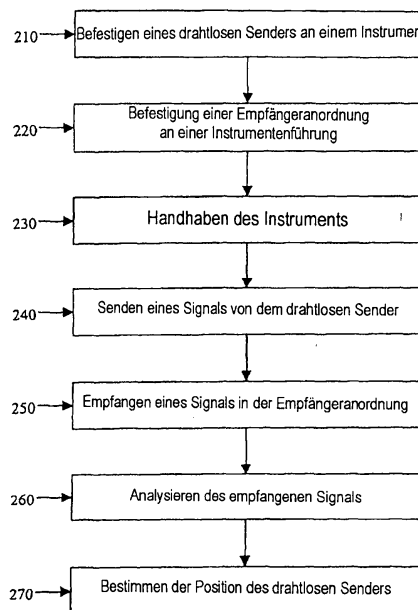 210 Befestigen eines drahtlosen Senders an einem Instrumen
220 Befestigung einer Empfängeranordnung
an einer Instrumentenführung
230 Handhaben des Instruments
240 Senden eines Signals von dem drahtlosen Sender
250 Empfangen eines Signals in der Empfängeranordnung
260 Analysieren des empfangenen Signals
270 Bestimmen der Position des drahtlosen Senders